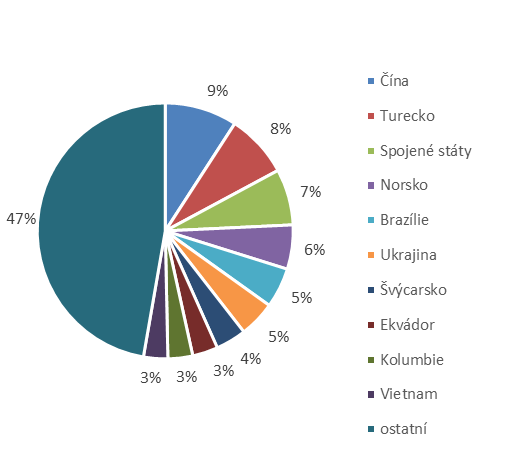 9%
8%
7%
6%
5%
5%
4%
3%
3%
3%
47%
Čína
Turecko
Spojené státy
Norsko
Brazílie
Ukrajina
Švýcarsko
Ekvádor
Kolumbie
Vietnam
ostatní